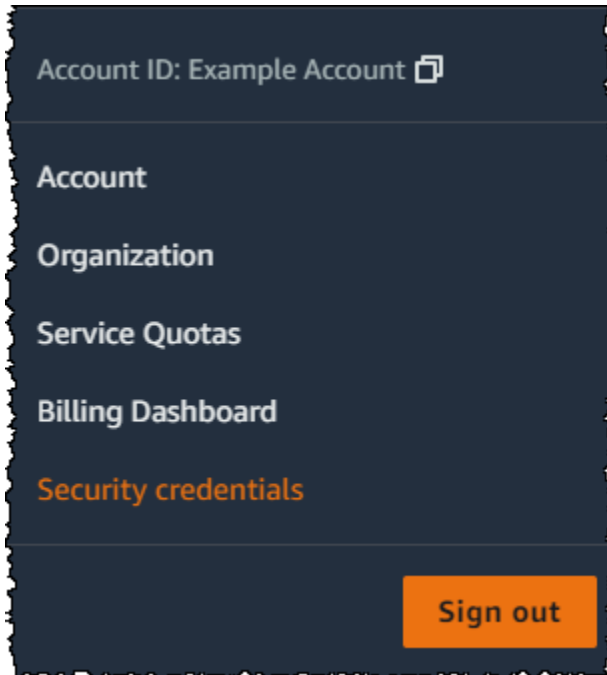 Account ID: Example Account
Account
Organization
Service Quotas
Billing Dashboard
Security credentials
Sign out